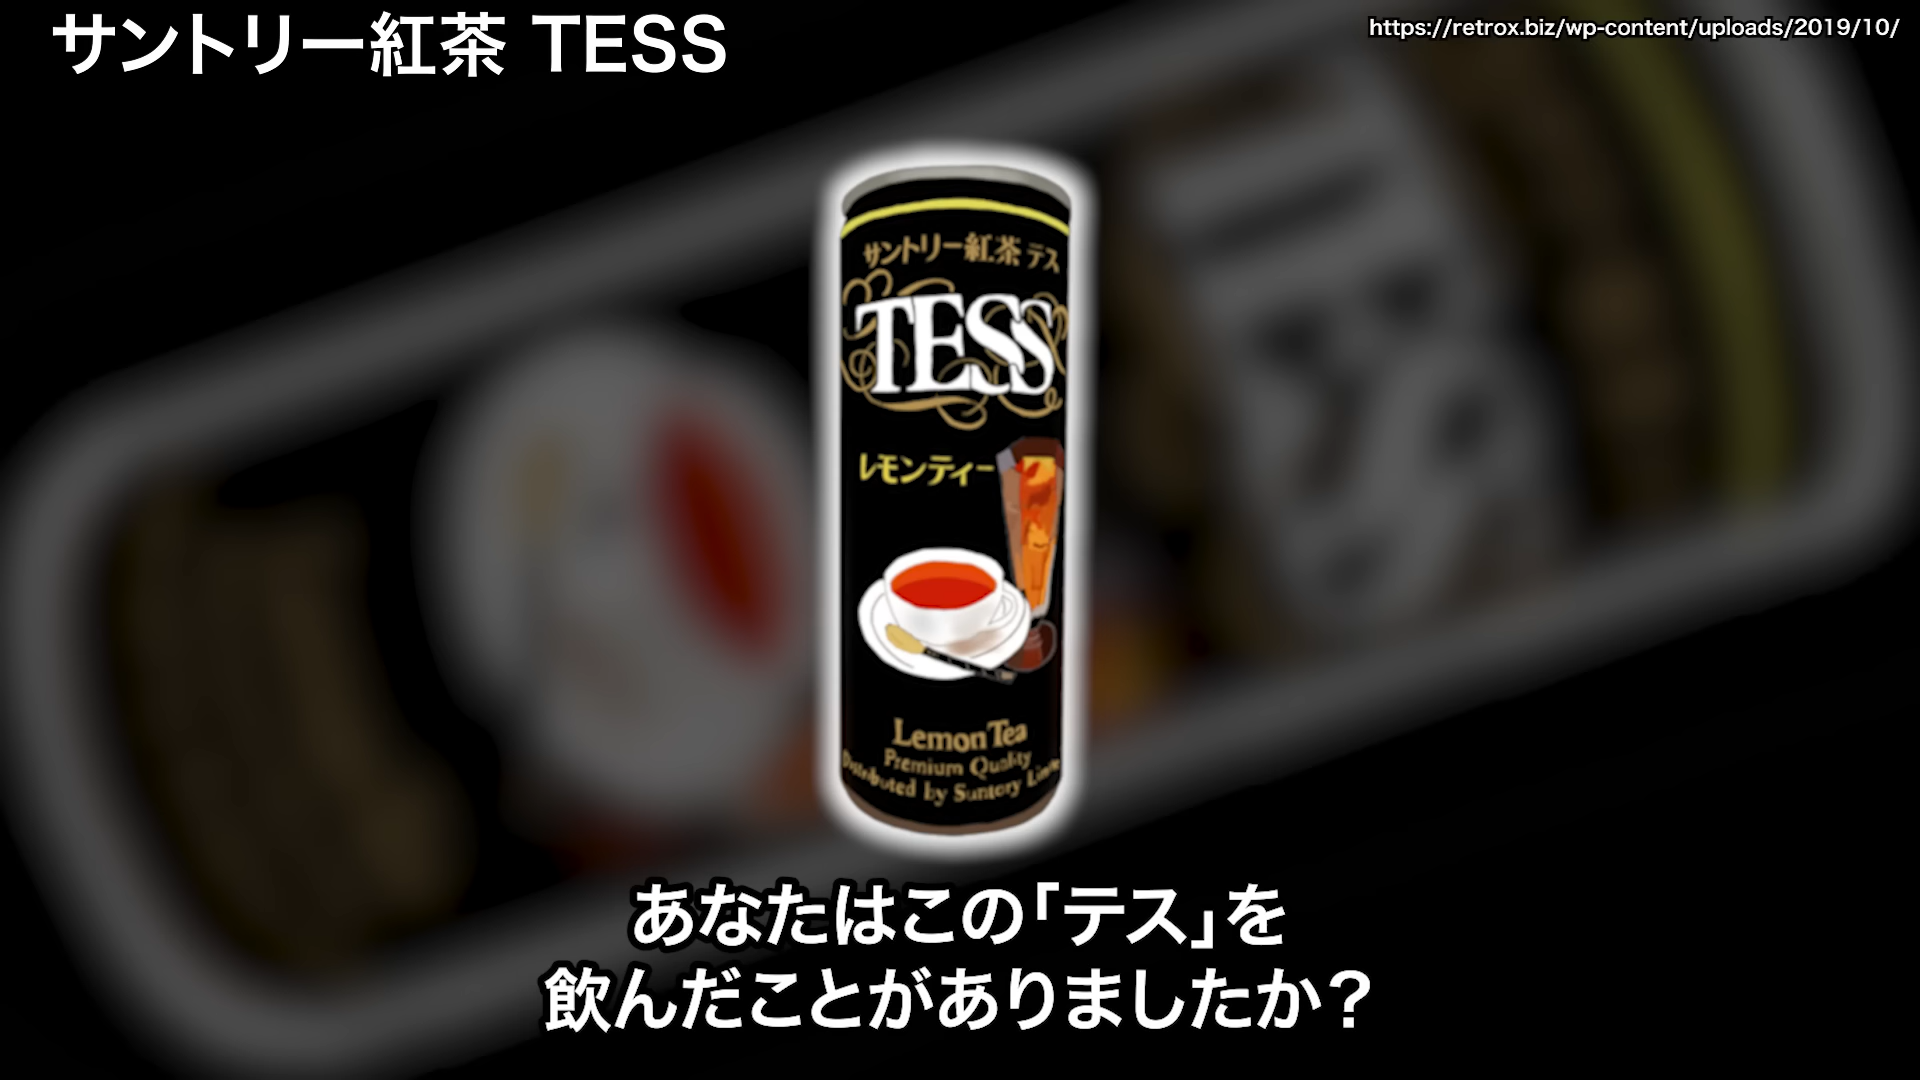 サントリー紅茶 TESS
https://retrox.biz/wp-content/uploads/2019/10/
サントリー紅茶 テス
TESS
レモンティー
Lemon Tea
Premium Quality
Distributed by Suntory
あなたはこの「テス」を
飲んだことがありましたか？